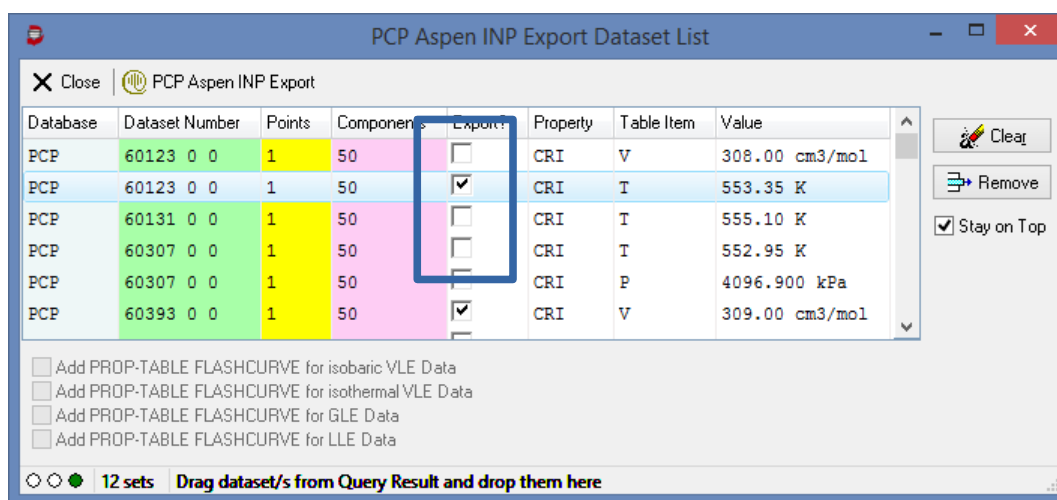 PCP Aspen INP Export Dataset List
Close PCP Aspen INP Export
Database Dataset Number Points Components Export? Property Table Item Value
PCP 60123 0 0 1 50 CRI V 308.00 cm3/mol
PCP 60123 0 0 1 50 CRI T 553.35 K
PCP 60131 0 0 1 50 CRI T 555.10 K
PCP 60307 0 0 1 50 CRI T 552.95 K
PCP 60307 0 0 1 50 CRI P 4096.900 kPa
PCP 60393 0 0 1 50 CRI V 309.00 cm3/mol
Clear
Remove
Stay on Top
Add PROP-TABLE FLASHCURVE for isobaric VLE Data
Add PROP-TABLE FLASHCURVE for isothermal VLE Data
Add PROP-TABLE FLASHCURVE for GLE Data
Add PROP-TABLE FLASHCURVE for LLE Data
12 sets Drag dataset/s from Query Result and drop them here